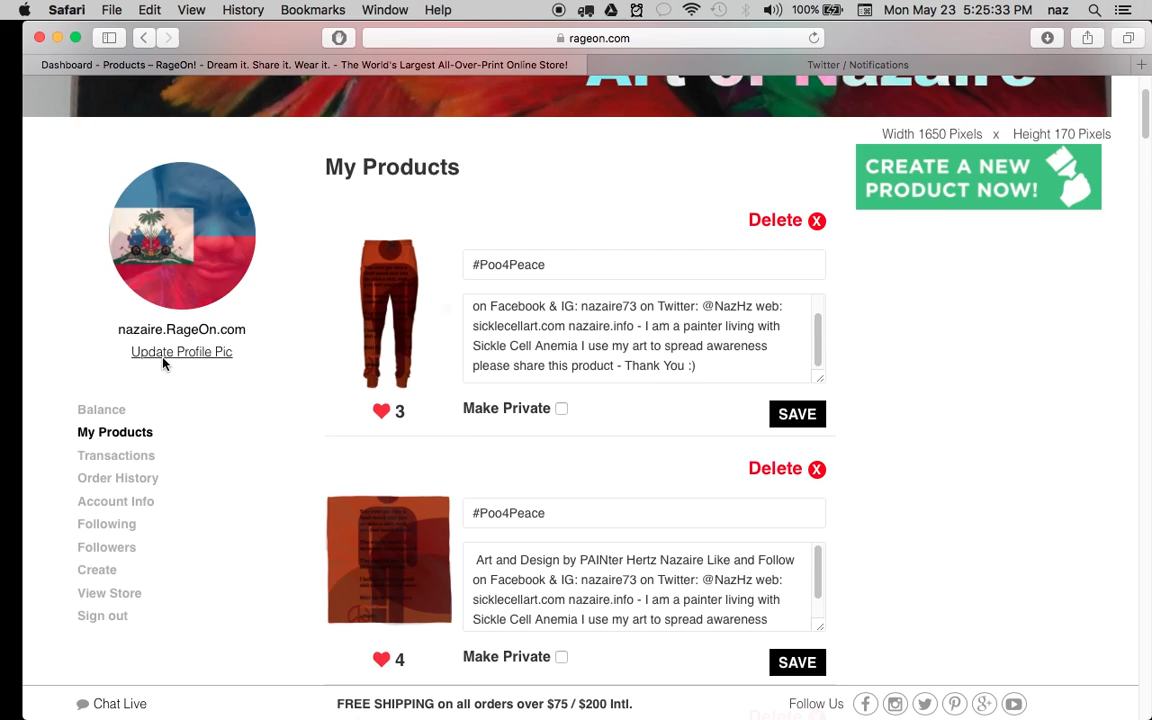 Safari File Edit View History Bookmarks Window Help 100% Mon May 23 5:25:33 PM naz
rageon.com
Dashboard - Products – RageOn! - Dream it. Share it. Wear it. - The World's Largest All-Over-Print Online Store! Twitter / Notifications
Art of Nazaire
Width 1650 Pixels x Height 170 Pixels
CREATE A NEW
PRODUCT NOW!
My Products
Delete X
#Poo4Peace
on Facebook & IG: nazaire73 on Twitter: @NazHz web:
sicklecellart.com nazaire.info - I am a painter living with
Sickle Cell Anemia I use my art to spread awareness
please share this product - Thank You :)
3
Make Private
SAVE
nazaire.RageOn.com
Update Profile Pic
Balance
My Products
Transactions
Order History
Account Info
Following
Followers
Create
View Store
Sign out
Delete X
#Poo4Peace
Art and Design by PAINter Hertz Nazaire Like and Follow
on Facebook & IG: nazaire73 on Twitter: @NazHz web:
sicklecellart.com nazaire.info - I am a painter living with
Sickle Cell Anemia I use my art to spread awareness
4
Make Private
SAVE
Chat Live
FREE SHIPPING on all orders over $75 / $200 Intl.
Follow Us
Delete X